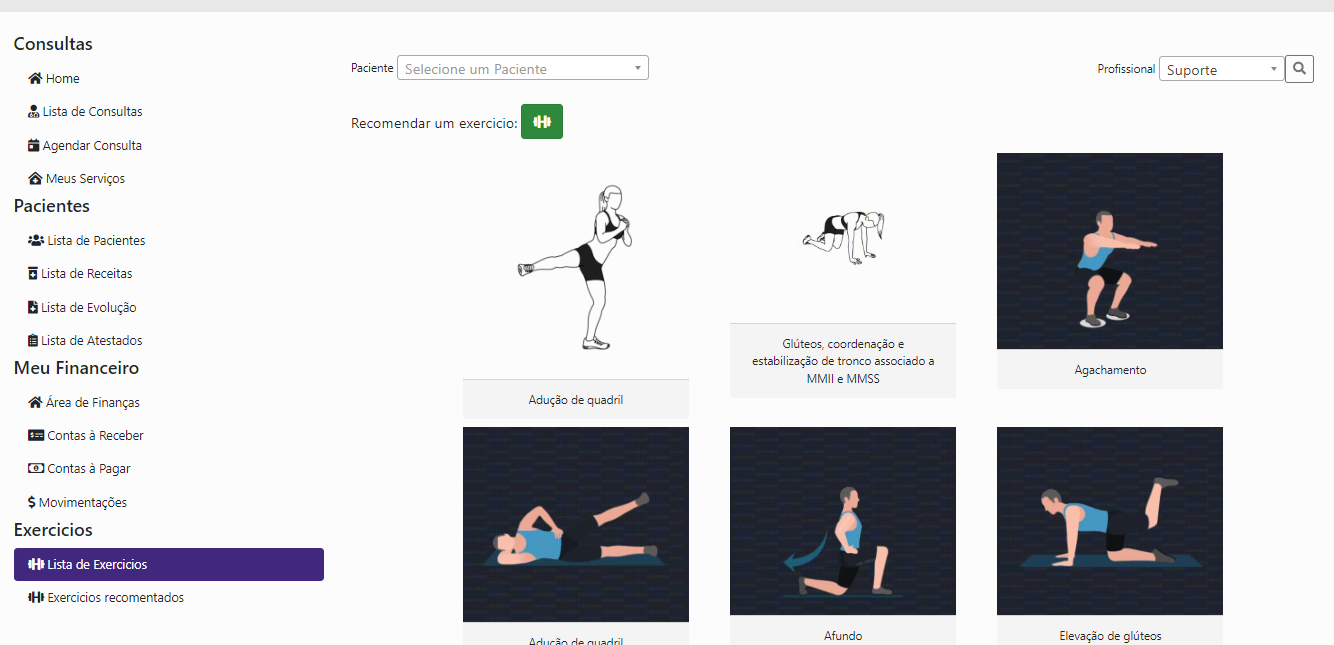 Consultas
Home
Lista de Consultas
Agendar Consulta
Meus Serviços
Pacientes
Lista de Pacientes
Lista de Receitas
Lista de Evolução
Lista de Atestados
Meu Financeiro
Área de Finanças
Contas à Receber
Contas à Pagar
Movimentações
Exercicios
Lista de Exercicios
Exercicios recomentados
Paciente Selecione um Paciente
Profissional Suporte
Recomendar um exercicio:
Adução de quadril
Glúteos, coordenação e
estabilização de tronco associado a
MMII e MMSS
Agachamento
Adução de quadril
Afundo
Elevação de glúteos